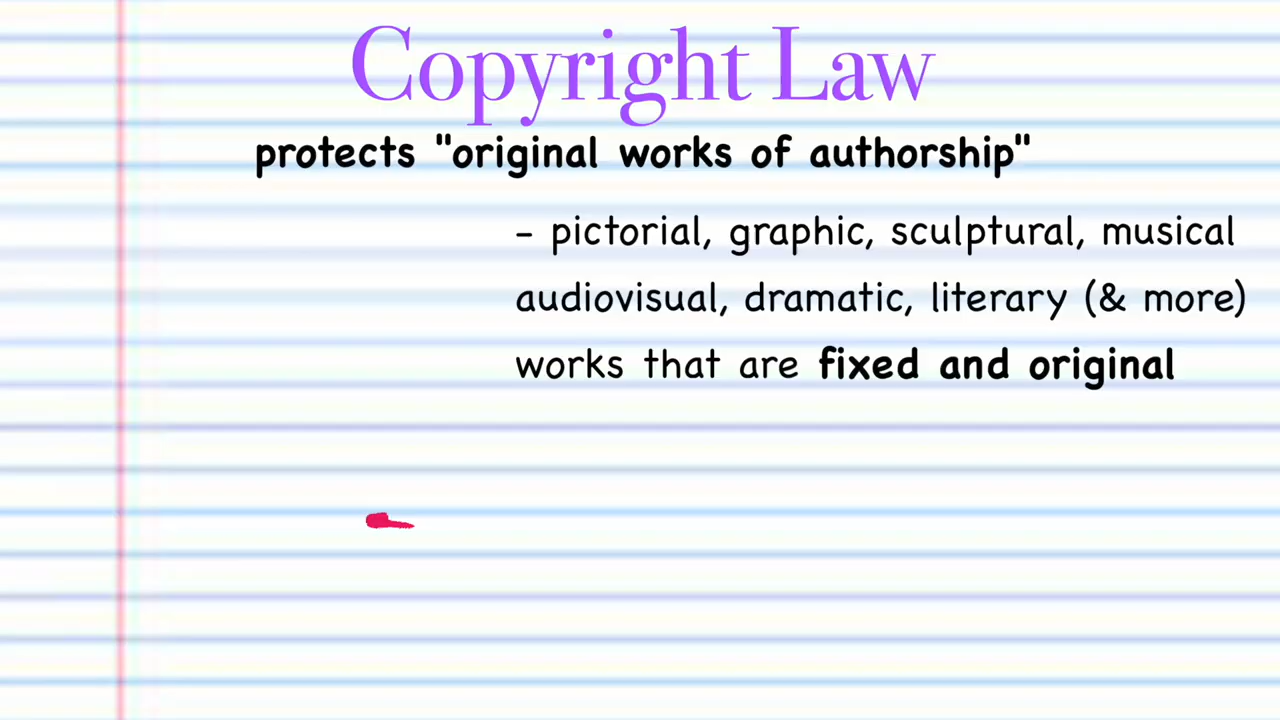 Copyright Law
protects "original works of authorship"
- pictorial, graphic, sculptural, musical
audiovisual, dramatic, literary (& more)
works that are fixed and original